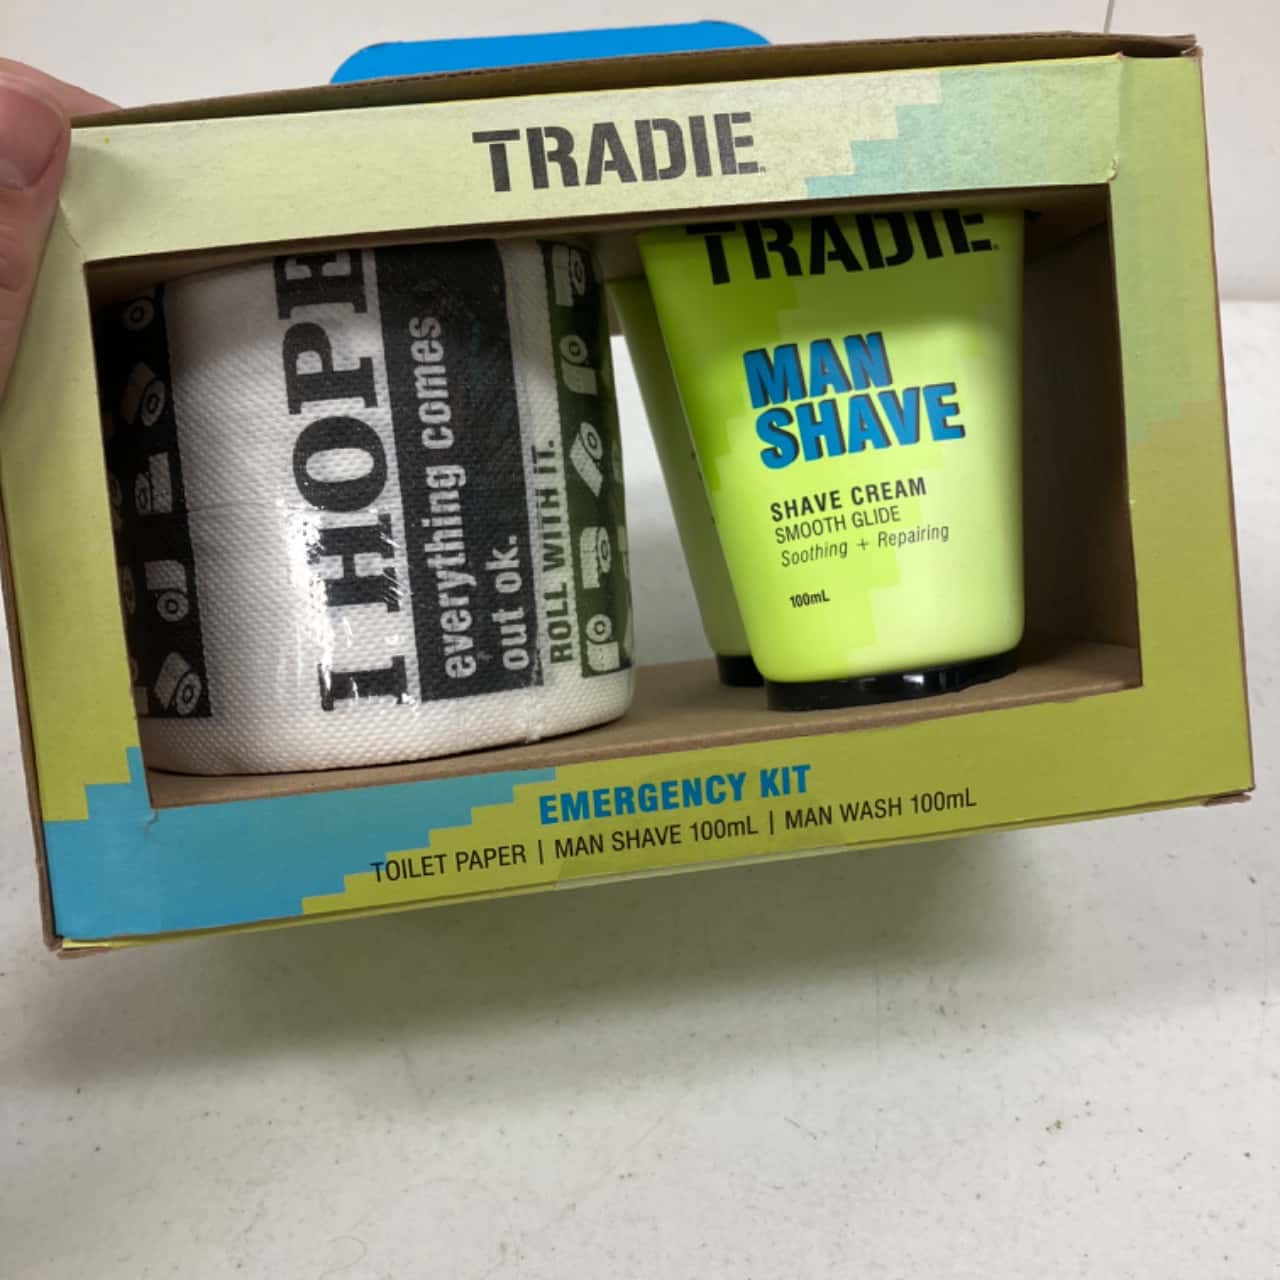 TRADIE
I HOPE
everything comes
out ok.
ROLL WITH IT.
TRADIE
MAN
SHAVE
SHAVE CREAM
SMOOTH GLIDE
Soothing + Repairing
100mL
EMERGENCY KIT
TOILET PAPER | MAN SHAVE 100mL | MAN WASH 100mL